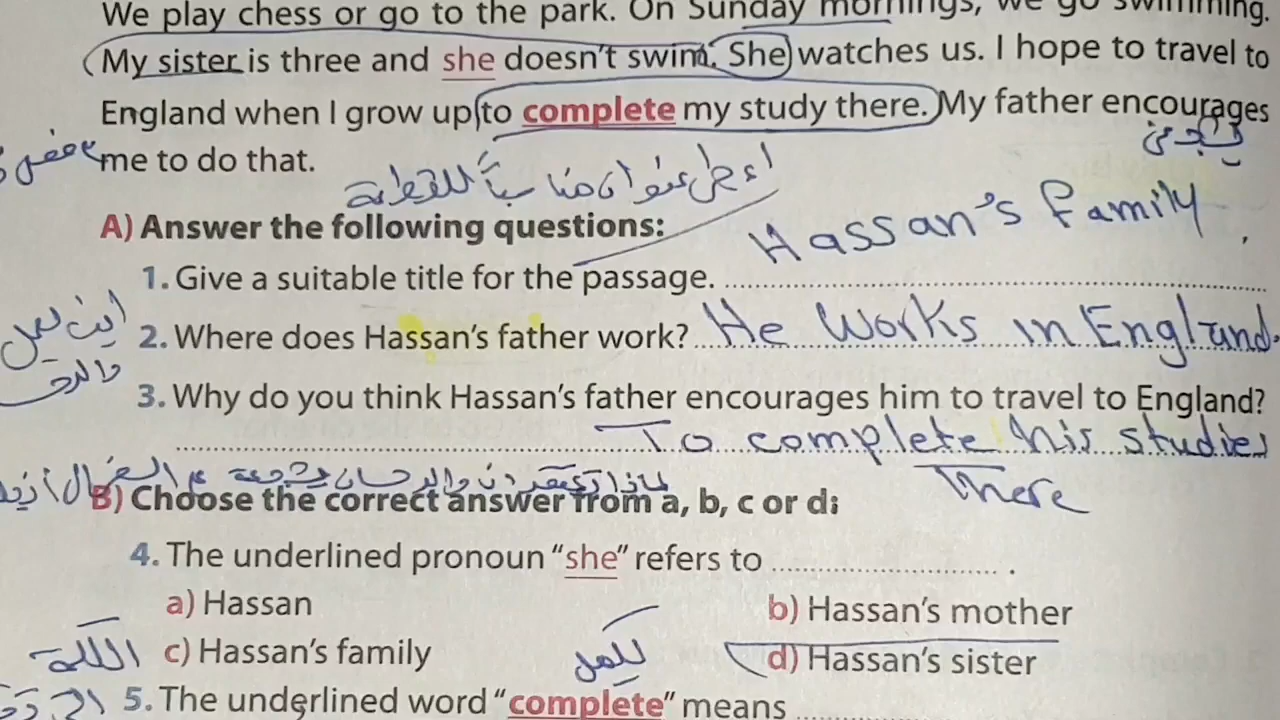 We play chess or go to the park. On Sunday mornings, we go swimming.
My sister is three and she doesn't swim. She watches us. I hope to travel to
England when I grow up to complete my study there. My father encourages
me to do that.
A) Answer the following questions:
Hassan's family
1. Give a suitable title for the passage.
2. Where does Hassan's father work? He works in England.
3. Why do you think Hassan's father encourages him to travel to England?
To complete his studies
There
B) Choose the correct answer from a, b, c or d:
4. The underlined pronoun "she" refers to .
a) Hassan b) Hassan's mother
c) Hassan's family d) Hassan's sister
5. The underlined word "complete" means